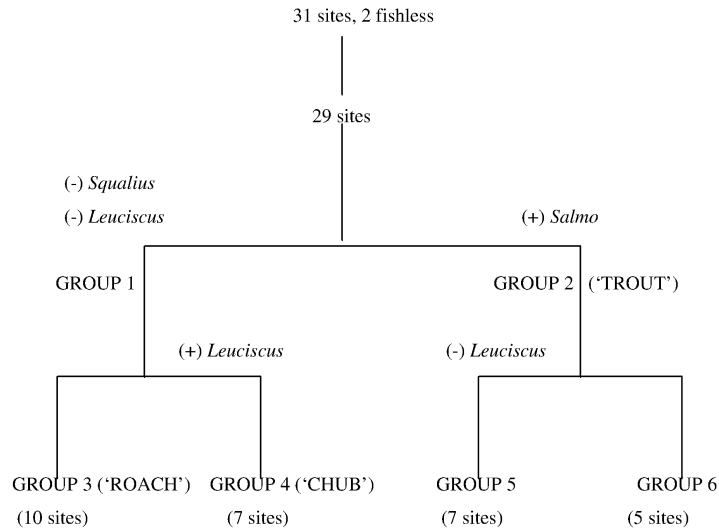 31 sites, 2 fishless
29 sites
(-) Squalius
(-) Leuciscus
(+) Salmo
GROUP 1
GROUP 2 (‘TROUT’)
(+) Leuciscus
(-) Leuciscus
GROUP 3 (‘ROACH’)
GROUP 4 (‘CHUB’)
GROUP 5
GROUP 6
(10 sites)
(7 sites)
(7 sites)
(5 sites)